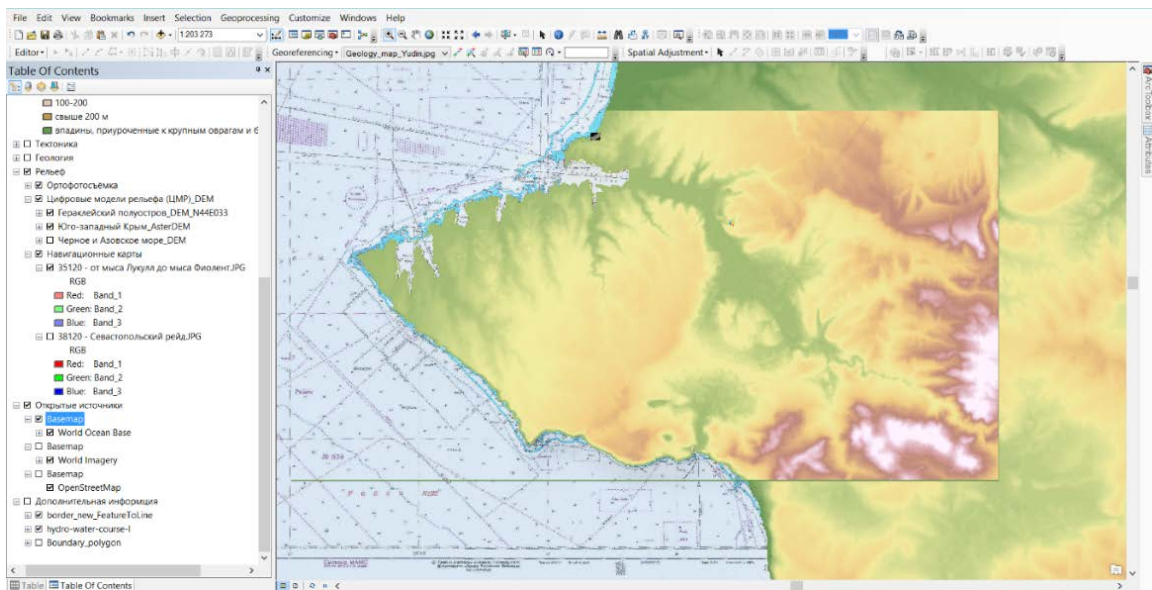 File Edit View Bookmarks Insert Selection Geoprocessing Customize Windows Help
1:203 273
Editor
Georeferencing
Geology_map_Yudin.jpg
Spatial Adjustment
Table Of Contents
100-200
свыше 200 м
впадины, приуроченные к крупным оврагам и б
Тектоника
Геология
Рельеф
Ортофотосъёмка
Цифровые модели рельефа (ЦМР)_DEM
Гераклейский полуостров_DEM_N44E033
Юго-западный Крым_AsterDEM
Черное и Азовское море_DEM
Навигационные карты
35120 - от мыса Лукулл до мыса Фиолент.JPG
RGB
Red: Band_1
Green: Band_2
Blue: Band_3
38120 - Севастопольский рейд.JPG
RGB
Red: Band_1
Green: Band_2
Blue: Band_3
Открытые источники
Basemap
World Ocean Base
Basemap
World Imagery
Basemap
OpenStreetMap
Дополнительная информация
border_new_FeatureToLine
hydro-water-course-l
Boundary_polygon
Table
Table Of Contents
ArcToolbox
Attributes